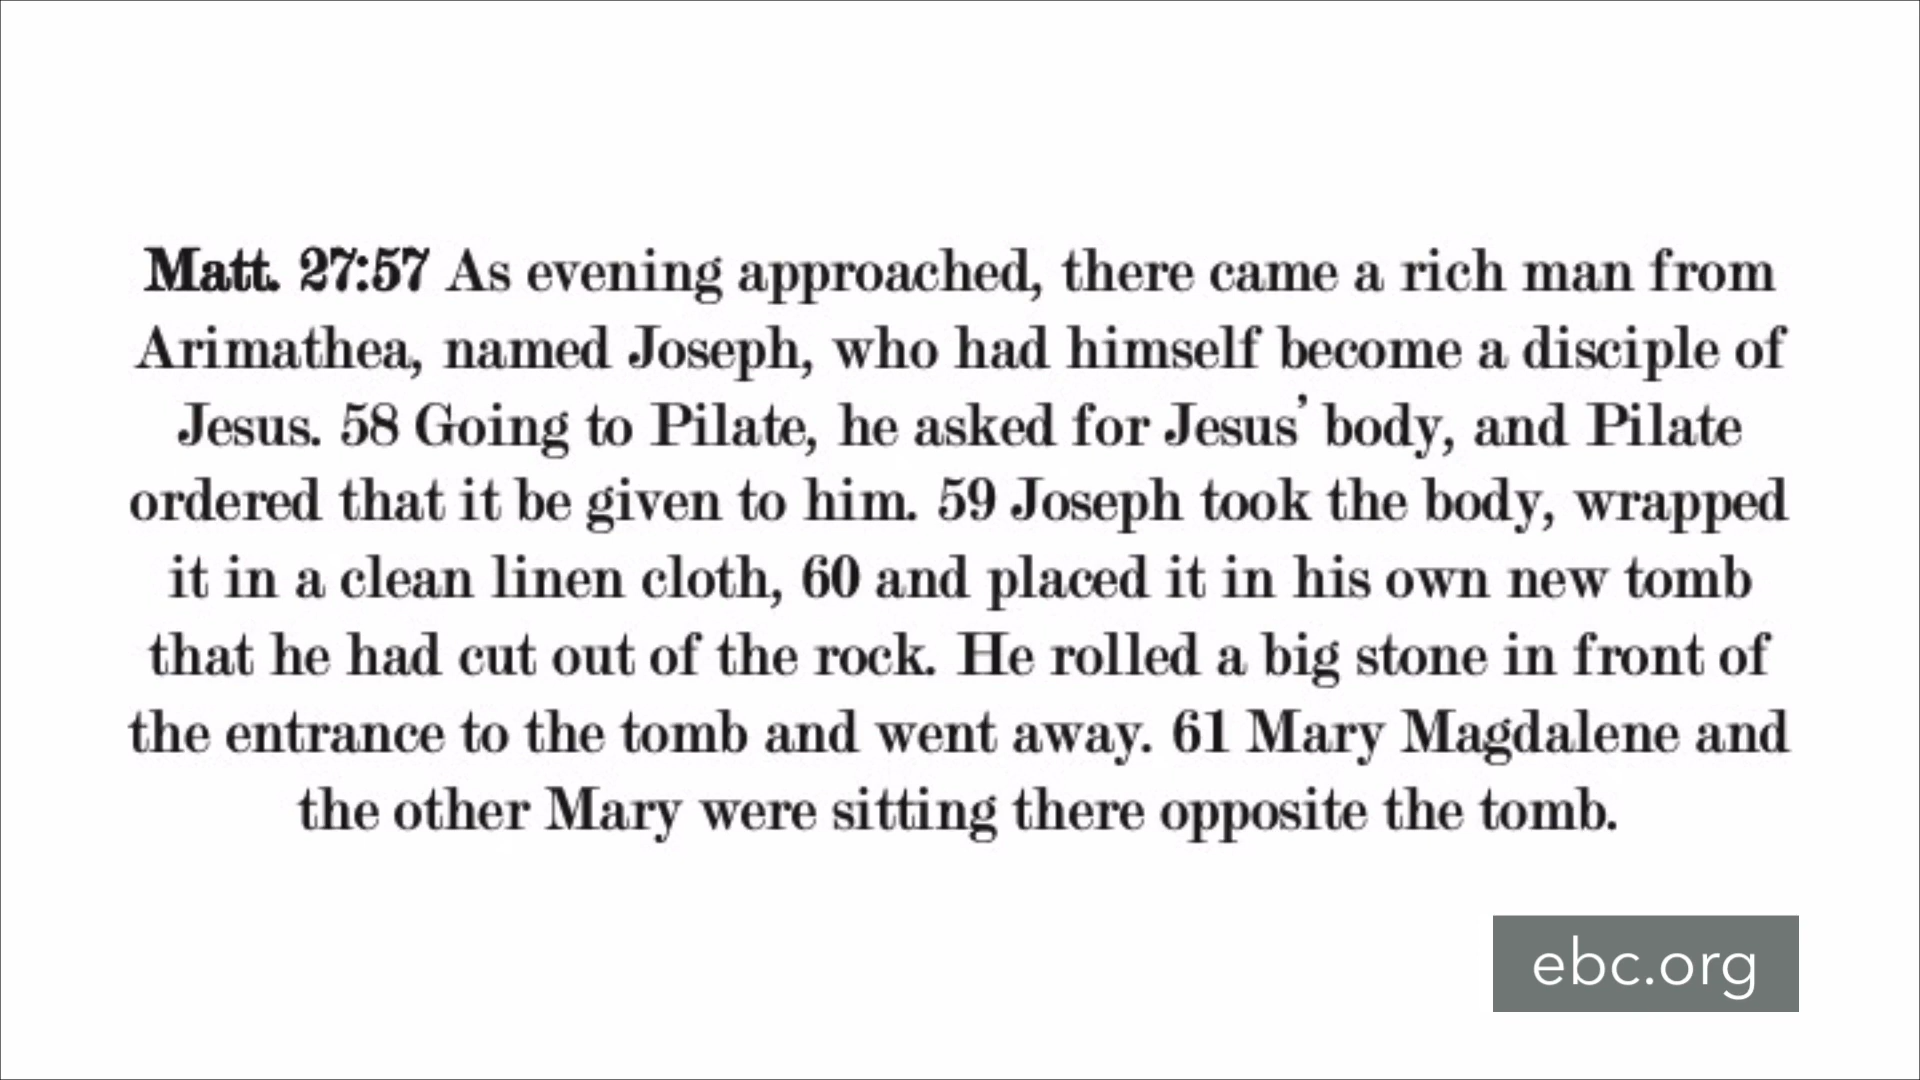 Matt. 27:57 As evening approached, there came a rich man from
Arimathea, named Joseph, who had himself become a disciple of
Jesus. 58 Going to Pilate, he asked for Jesus’ body, and Pilate
ordered that it be given to him. 59 Joseph took the body, wrapped
it in a clean linen cloth, 60 and placed it in his own new tomb
that he had cut out of the rock. He rolled a big stone in front of
the entrance to the tomb and went away. 61 Mary Magdalene and
the other Mary were sitting there opposite the tomb.
ebc.org